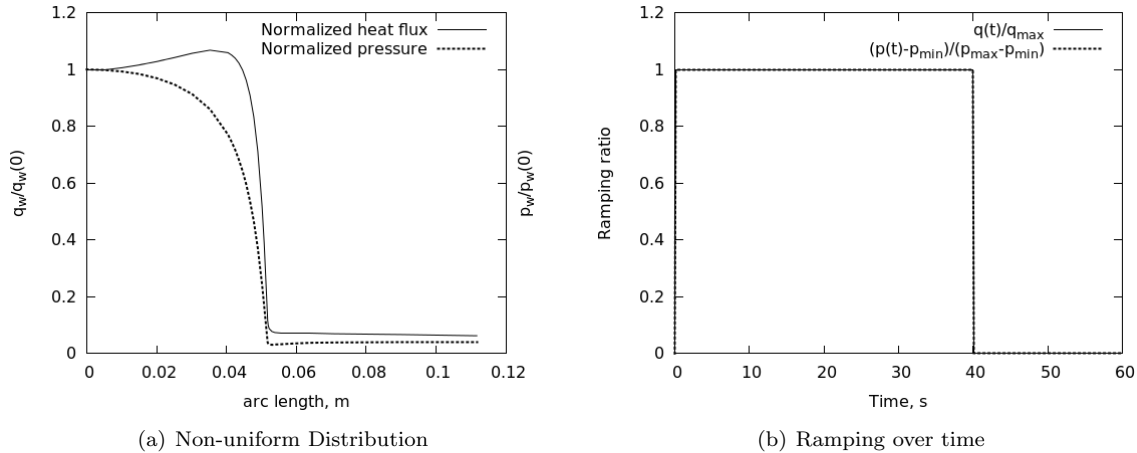 1.2
1
0.8
0.6
0.4
0.2
0
0 0.02 0.04 0.06 0.08 0.1 0.12
q_w/q_w(0)
p_w/p_w(0)
arc length, m
Normalized heat flux
Normalized pressure
(a) Non-uniform Distribution
1.2
1
0.8
0.6
0.4
0.2
0
0 10 20 30 40 50 60
Ramping ratio
Time, s
q(t)/q_max
(p(t)-p_min)/(p_max-p_min)
(b) Ramping over time